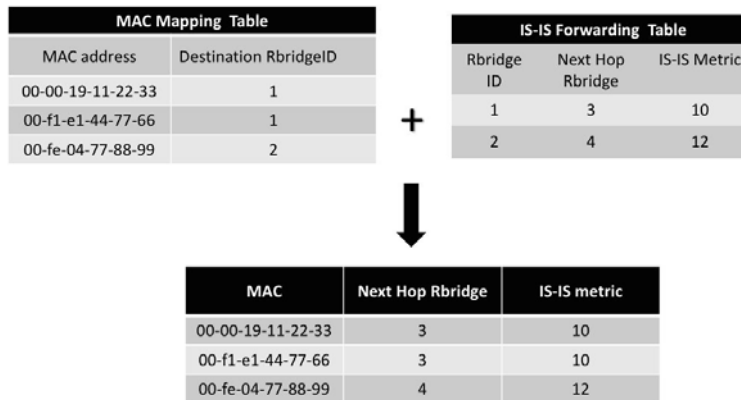 MAC Mapping Table
MAC address Destination RbridgeID
00-00-19-11-22-33 1
00-f1-e1-44-77-66 1
00-fe-04-77-88-99 2
+
IS-IS Forwarding Table
Rbridge ID Next Hop Rbridge IS-IS Metric
1 3 10
2 4 12
MAC Next Hop Rbridge IS-IS metric
00-00-19-11-22-33 3 10
00-f1-e1-44-77-66 3 10
00-fe-04-77-88-99 4 12